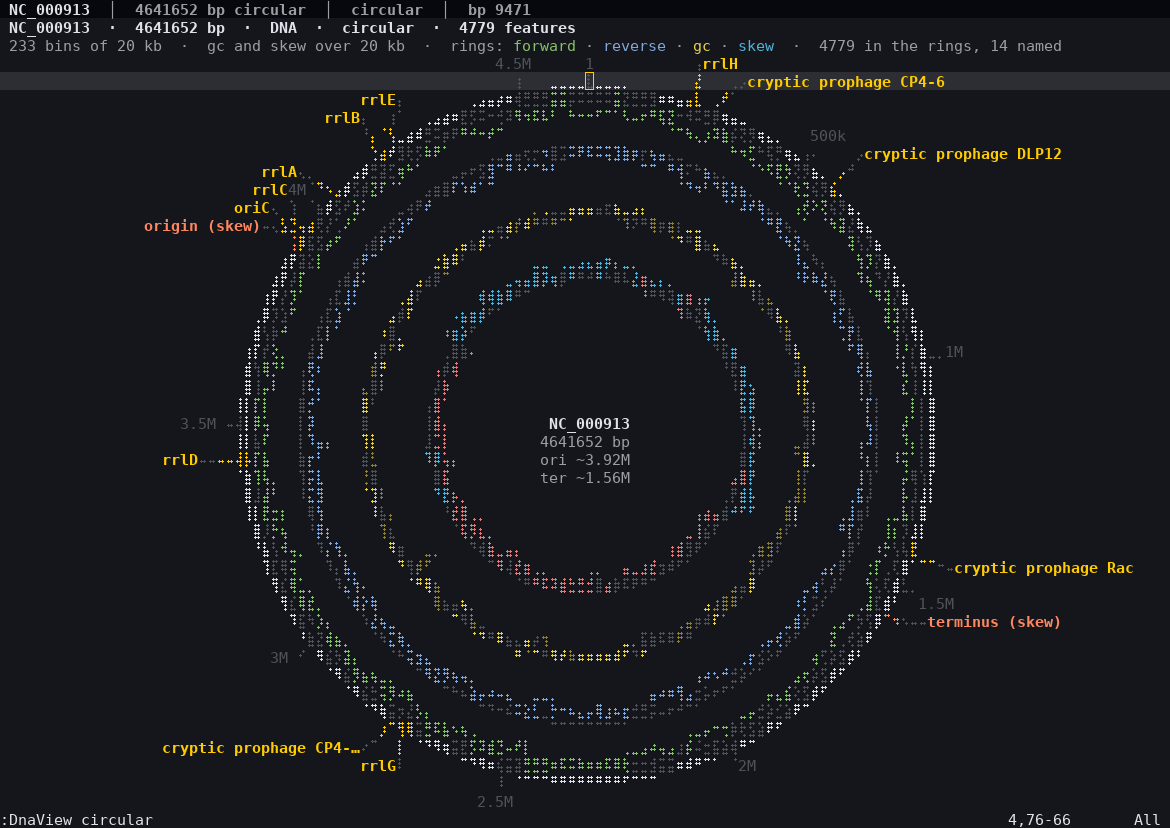 NC_000913 │ 4641652 bp circular │ circular │ bp 9471
NC_000913 · 4641652 bp · DNA · circular · 4779 features
233 bins of 20 kb · gc and skew over 20 kb · rings: forward · reverse · gc · skew · 4779 in the rings, 14 named
4.5M 1 rrlH
cryptic prophage CP4-6
rrlE
rrlB
500k
cryptic prophage DLP12
rrlA
rrlC 4M
oriC
origin (skew)
1M
3.5M
NC_000913
4641652 bp
ori ~3.92M
ter ~1.56M
rrlD
cryptic prophage Rac
1.5M
terminus (skew)
3M
cryptic prophage CP4-…
rrlG
2M
2.5M
:DnaView circular 4,76-66 All